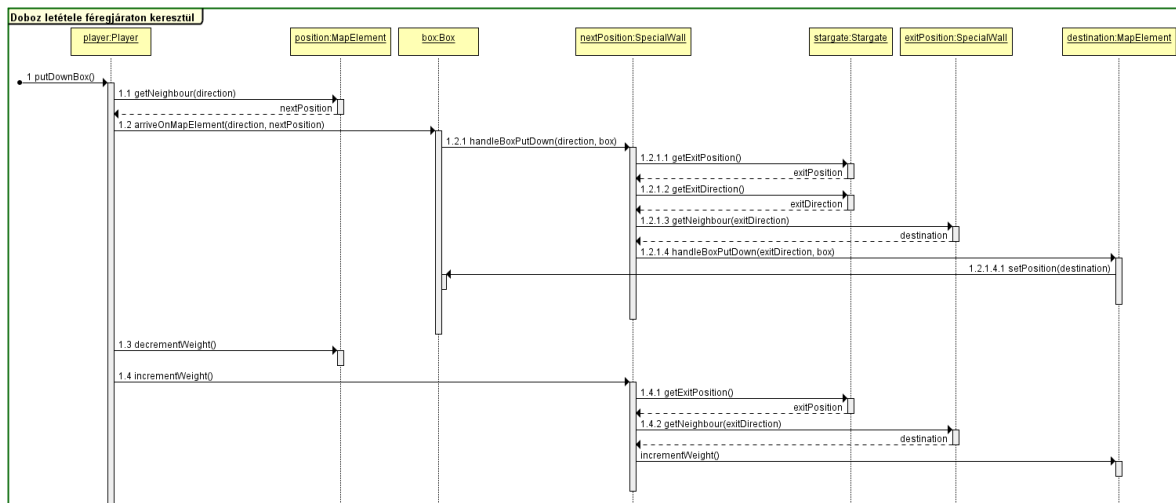 Doboz letétele féregjáraton keresztül
player:Player
position:MapElement
box:Box
nextPosition:SpecialWall
stargate:Stargate
exitPosition:SpecialWall
destination:MapElement
1 putDownBox()
1.1 getNeighbour(direction)
nextPosition
1.2 arriveOnMapElement(direction, nextPosition)
1.2.1 handleBoxPutDown(direction, box)
1.2.1.1 getExitPosition()
exitPosition
1.2.1.2 getExitDirection()
exitDirection
1.2.1.3 getNeighbour(exitDirection)
destination
1.2.1.4 handleBoxPutDown(exitDirection, box)
1.2.1.4.1 setPosition(destination)
1.3 decrementWeight()
1.4 incrementWeight()
1.4.1 getExitPosition()
exitPosition
1.4.2 getNeighbour(exitDirection)
destination
incrementWeight()